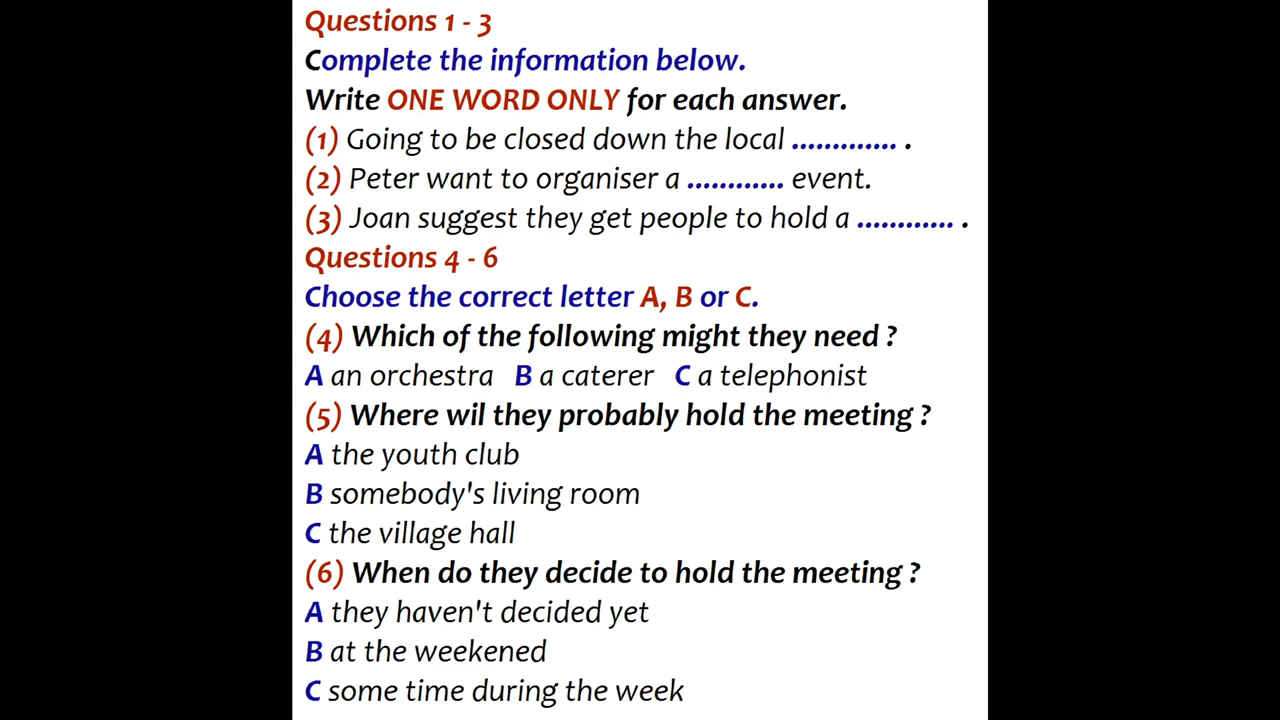 Questions 1 - 3
Complete the information below.
Write ONE WORD ONLY for each answer.
(1) Going to be closed down the local ............. .
(2) Peter want to organiser a ............ event.
(3) Joan suggest they get people to hold a ............ .
Questions 4 - 6
Choose the correct letter A, B or C.
(4) Which of the following might they need ?
A an orchestra B a caterer C a telephonist
(5) Where wil they probably hold the meeting ?
A the youth club
B somebody's living room
C the village hall
(6) When do they decide to hold the meeting ?
A they haven't decided yet
B at the weekened
C some time during the week